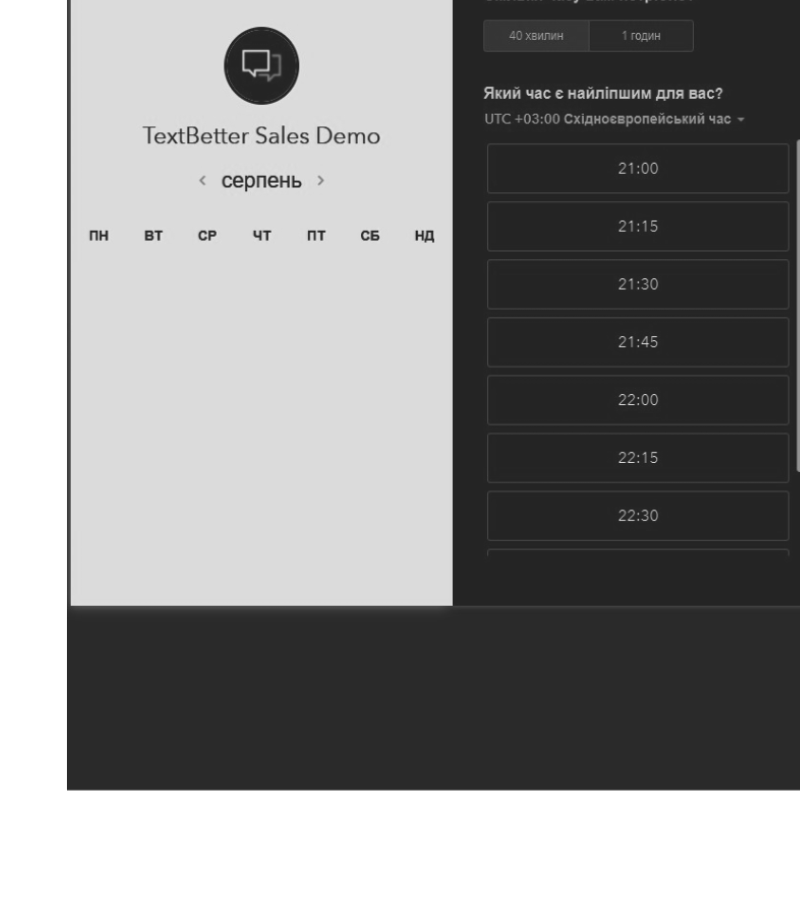 TextBetter Sales Demo
серпень
ПН ВТ СР ЧТ ПТ СБ НД
40 хвилин 1 годин
Який час є найліпшим для вас?
UTC +03:00 Східноєвропейський час
21:00
21:15
21:30
21:45
22:00
22:15
22:30